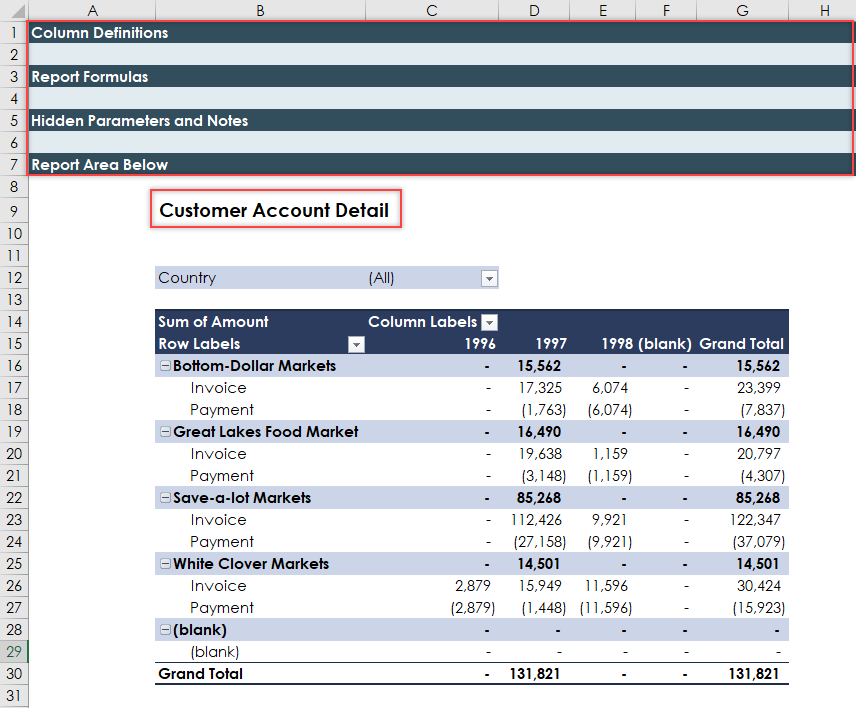 A B C D E F G H
1 Column Definitions
2
3 Report Formulas
4
5 Hidden Parameters and Notes
6
7 Report Area Below
8
9 Customer Account Detail
10
11
12 Country (All)
13
14 Sum of Amount Column Labels
15 Row Labels 1996 1997 1998 (blank) Grand Total
16 Bottom-Dollar Markets - 15,562 - - 15,562
17 Invoice - 17,325 6,074 - 23,399
18 Payment - (1,763) (6,074) - (7,837)
19 Great Lakes Food Market - 16,490 - - 16,490
20 Invoice - 19,638 1,159 - 20,797
21 Payment - (3,148) (1,159) - (4,307)
22 Save-a-lot Markets - 85,268 - - 85,268
23 Invoice - 112,426 9,921 - 122,347
24 Payment - (27,158) (9,921) - (37,079)
25 White Clover Markets - 14,501 - - 14,501
26 Invoice 2,879 15,949 11,596 - 30,424
27 Payment (2,879) (1,448) (11,596) - (15,923)
28 (blank) - - - - -
29 (blank) - - - - -
30 Grand Total - 131,821 - - 131,821
31